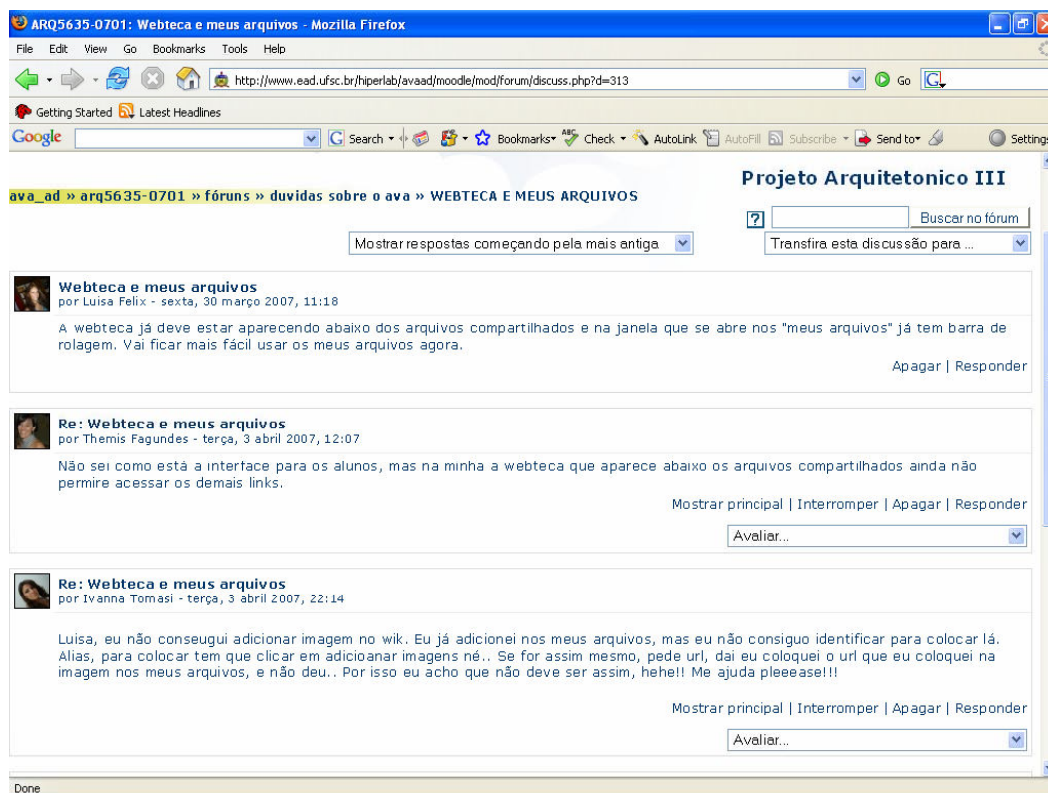 ARQ5635-0701: Webteca e meus arquivos - Mozilla Firefox
File Edit View Go Bookmarks Tools Help
http://www.ead.ufsc.br/hiperlab/avaad/moodle/mod/forum/discuss.php?d=313 Go G
Getting Started Latest Headlines
Google G Search Bookmarks ABC Check AutoLink AutoFill Subscribe Send to Settings
Projeto Arquitetonico III
ava_ad » arq5635-0701 » fóruns » duvidas sobre o ava » WEBTECA E MEUS ARQUIVOS
? Buscar no fórum
Mostrar respostas começando pela mais antiga Transfira esta discussão para ...
Webteca e meus arquivos
por Luisa Felix - sexta, 30 março 2007, 11:18
A webteca já deve estar aparecendo abaixo dos arquivos compartilhados e na janela que se abre nos "meus arquivos" já tem barra de
rolagem. Vai ficar mais fácil usar os meus arquivos agora.
Apagar | Responder
Re: Webteca e meus arquivos
por Themis Fagundes - terça, 3 abril 2007, 12:07
Não sei como está a interface para os alunos, mas na minha a webteca que aparece abaixo os arquivos compartilhados ainda não
permire acessar os demais links.
Mostrar principal | Interromper | Apagar | Responder
Avaliar...
Re: Webteca e meus arquivos
por Ivanna Tomasi - terça, 3 abril 2007, 22:14
Luisa, eu não conseugui adicionar imagem no wik. Eu já adicionei nos meus arquivos, mas eu não consiguo identificar para colocar lá.
Alias, para colocar tem que clicar em adicioanar imagens né.. Se for assim mesmo, pede url, dai eu coloquei o url que eu coloquei na
imagem nos meus arquivos, e não deu.. Por isso eu acho que não deve ser assim, hehe!! Me ajuda pleeease!!!
Mostrar principal | Interromper | Apagar | Responder
Avaliar...
Done